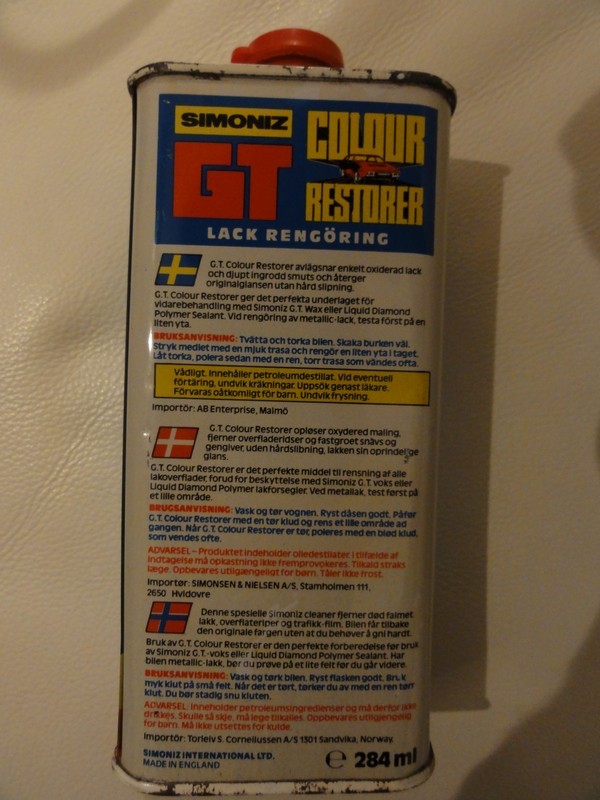 SIMONIZ
GT
COLOUR
RESTORER
LACK RENGÖRING
G.T. Colour Restorer avlägsnar enkelt oxiderad lack
och djupt ingrodd smuts och återger
originalglansen utan hård slipning.
G.T. Colour Restorer ger det perfekta underlaget för
vidarebehandling med Simoniz G.T. Wax eller Liquid Diamond
Polymer Sealant. Vid rengöring av metallic-lack, testa först på en
liten yta.
BRUKSANVISNING: Tvätta och torka bilen. Skaka burken väl.
Stryk medlet med en mjuk trasa och rengör en liten yta i taget.
Låt torka, polera sedan med en ren, torr trasa som vändes ofta.
Vådligt. Innehåller petroleumdestillat. Vid eventuell
förtäring, undvik kräkningar. Uppsök genast läkare.
Förvaras oåtkomligt för barn. Undvik frysning.
Importör: AB Enterprise, Malmö
G.T. Colour Restorer opløser oxydered maling,
fjerner overfladeridser og fastgroet snavs og
gengiver, uden hårdslibning, lakken sin oprindelige
glans.
G.T. Colour Restorer er det perfekte middel til rensning af alle
lakoverflader, forud for beskyttelse med Simoniz G.T. voks eller
Liquid Diamond Polymer lakforsegler. Ved metallak, test først på
et lille område.
BRUGSANVISNING: Vask og tør vognen. Ryst dåsen godt. Påfør
G.T. Colour Restorer med en tør klud og rens et lille område ad
gangen. Når G.T. Colour Restorer er tør, poleres med en blød klud,
som vendes ofte.
ADVARSEL – Produktet indeholder oliedestilater i tilfælde af
indtagelse må opkastning ikke fremprovokeres. Tilkald straks
læge. Opbevares utilgængeligt for børn. Tåler ikke frost.
Importør: SIMONSEN & NIELSEN A/S, Stamholmen 111,
2650 Hvidovre
Denne spesielle Simoniz cleaner fjerner død falmet
lakk, overflateriper og trafikk-film. Bilen får tilbake
den originale fargen uten at du behøver å gni hardt.
Bruk av G.T. Colour Restorer er den perfekte forberedelse før bruk
av Simoniz G.T.-voks eller Liquid Diamond Polymer Sealant. Har
bilen metallic-lakk, bør du prøve på et lite felt før du går videre.
BRUKSANVISNING: Vask og tørk bilen. Ryst flasken godt. Bruk
myk klut på små felt. Når det er tørt, tørker du av med en ren tørr
klut. Du bør stadig snu kluten.
ADVARSEL: Inneholder petroleumsingredienser og må derfor ikke
drikkes. Skulle så skje, må lege tilkalles. Oppbevares utilgjengelig
for barn. Må ikke utsettes for kulde.
Importør: Torleiv S. Corneliussen A/S 1301 Sandvika, Norway.
SIMONIZ INTERNATIONAL LTD.
MADE IN ENGLAND
℮ 284 ml